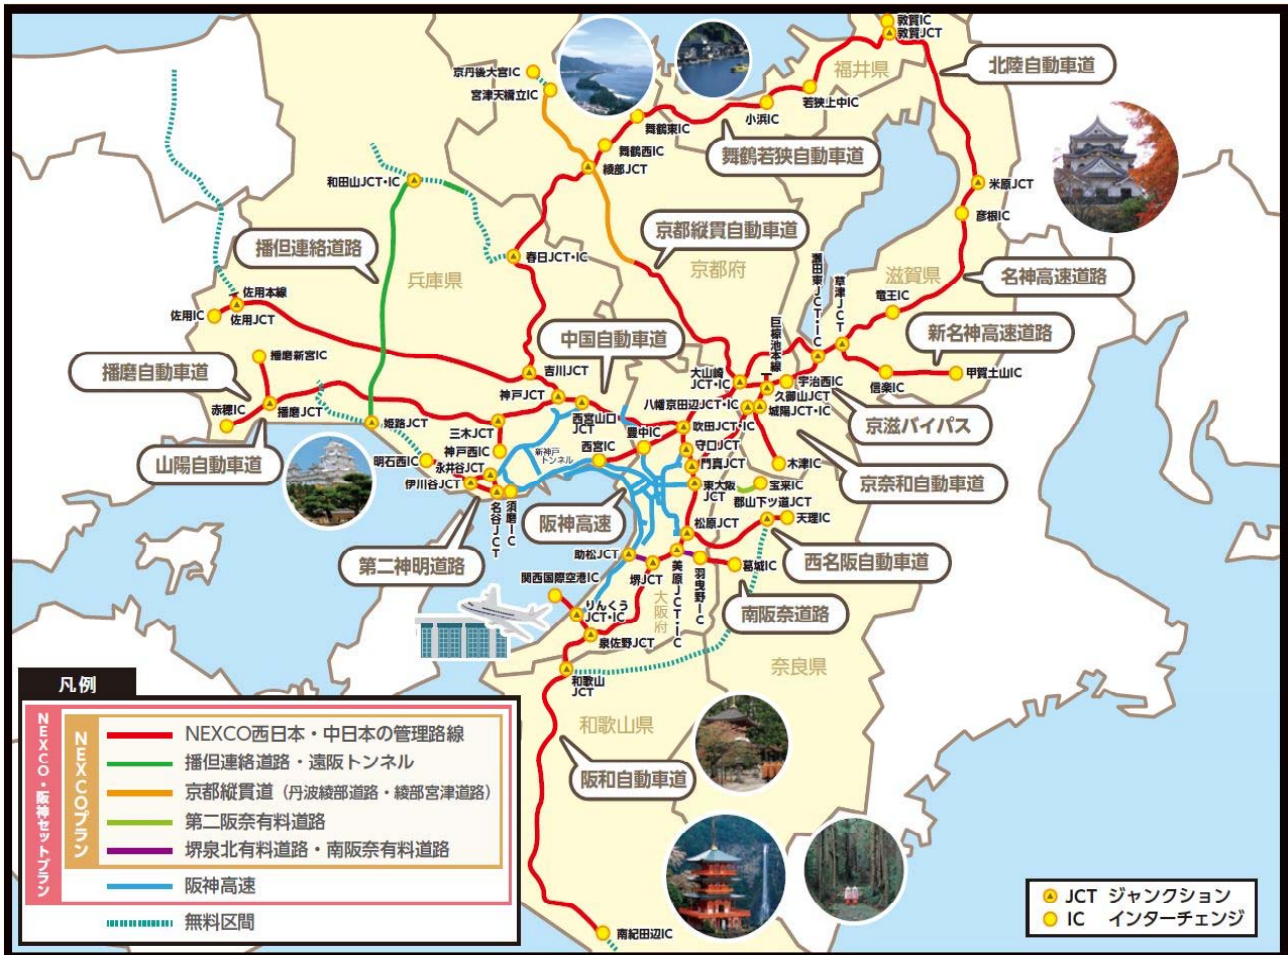 敦賀IC
敦賀JCT
福井県
北陸自動車道
京丹後大宮IC
宮津天橋立IC
若狭上中IC
小浜IC
舞鶴東IC
舞鶴西IC
舞鶴若狭自動車道
綾部JCT
和田山JCT・IC
米原JCT
彦根IC
播但連絡道路
京都縦貫自動車道
春日JCT・IC
兵庫県
京都府
瀬田東JCT・IC
草津JCT
滋賀県
名神高速道路
竜王IC
佐用本線
佐用IC
佐用JCT
中国自動車道
巨椋池本線
新名神高速道路
播磨新宮IC
播磨自動車道
吉川JCT
大山崎
JCT・IC
宇治西IC
信楽IC
甲賀土山IC
赤穂IC
播磨JCT
神戸JCT
八幡京田辺JCT・IC
久御山JCT
城陽JCT・IC
西宮山口
JCT
京滋バイパス
姫路JCT
三木JCT
豊中IC
吹田JCT・IC
守口JCT
山陽自動車道
神戸西IC
新神戸
トンネル
西宮IC
門真JCT
木津IC
明石西IC
永井谷JCT
伊川谷JCT
東大阪
JCT
宝来IC
京奈和自動車道
郡山下ツ道JCT
天理IC
名谷JCT
須磨IC
阪神高速
松原JCT
第二神明道路
助松JCT
西名阪自動車道
関西国際空港IC
堺JCT
美原JCT・IC
羽曳野IC
葛城IC
大阪府
りんくう
JCT・IC
南阪奈道路
泉佐野JCT
奈良県
和歌山
JCT
和歌山県
阪和自動車道
南紀田辺IC
凡例
NEXCO・阪神セットプラン
NEXCOプラン
NEXCO西日本・中日本の管理路線
播但連絡道路・遠阪トンネル
京都縦貫道（丹波綾部道路・綾部宮津道路）
第二阪奈有料道路
堺泉北有料道路・南阪奈有料道路
阪神高速
無料区間
JCT ジャンクション
IC インターチェンジ